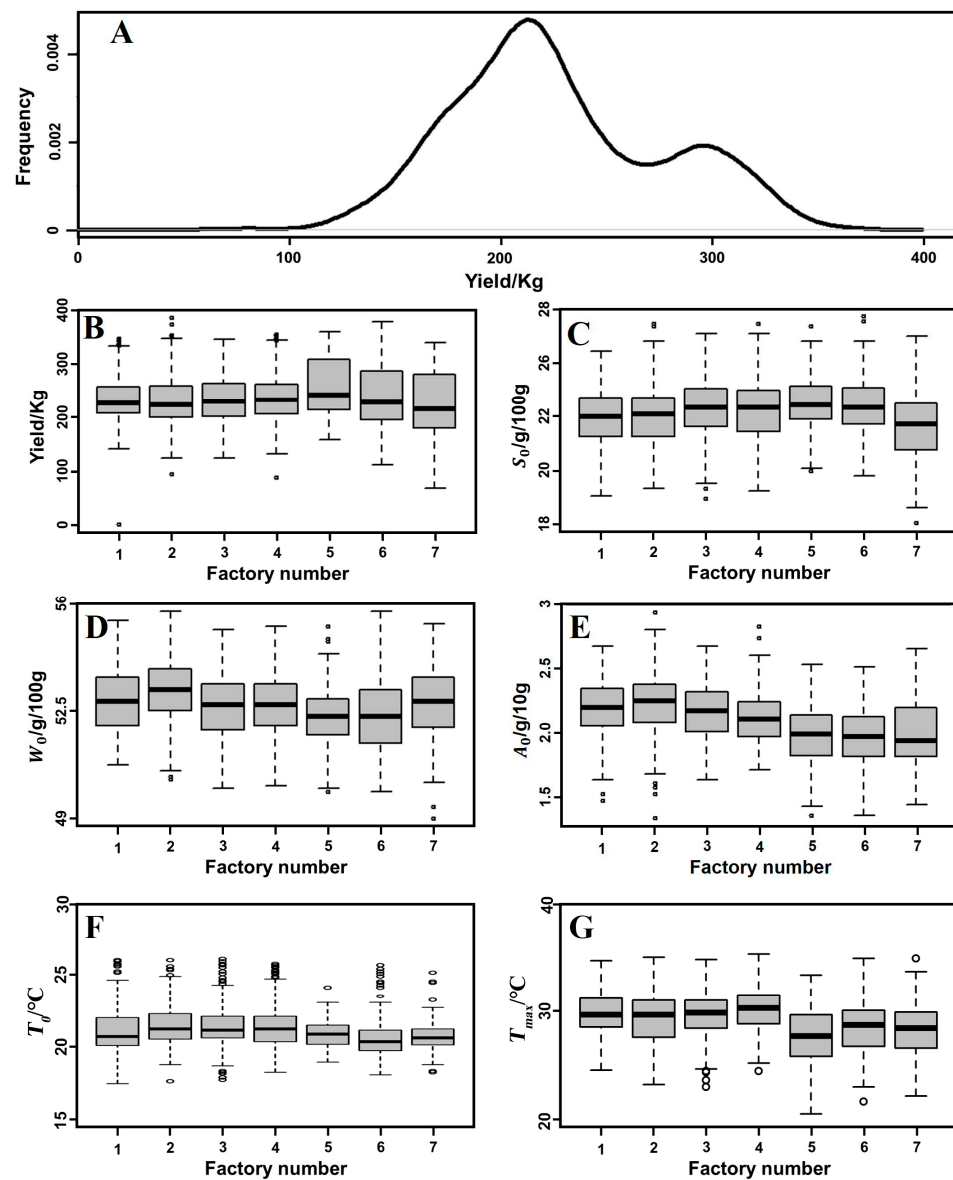 A
0.004
0.002
0
Frequency
0 100 200 300 400
Yield/Kg
B
400
300
200
100
0
Yield/Kg
1 2 3 4 5 6 7
Factory number
C
28
26
22
20
18
S0/g/100g
1 2 3 4 5 6 7
Factory number
D
56
52.5
49
W0/g/100g
1 2 3 4 5 6 7
Factory number
E
3
2.5
2.0
1.5
A0/g/10g
1 2 3 4 5 6 7
Factory number
F
30
25
20
15
T0/°C
1 2 3 4 5 6 7
Factory number
G
40
30
20
Tmax/°C
1 2 3 4 5 6 7
Factory number